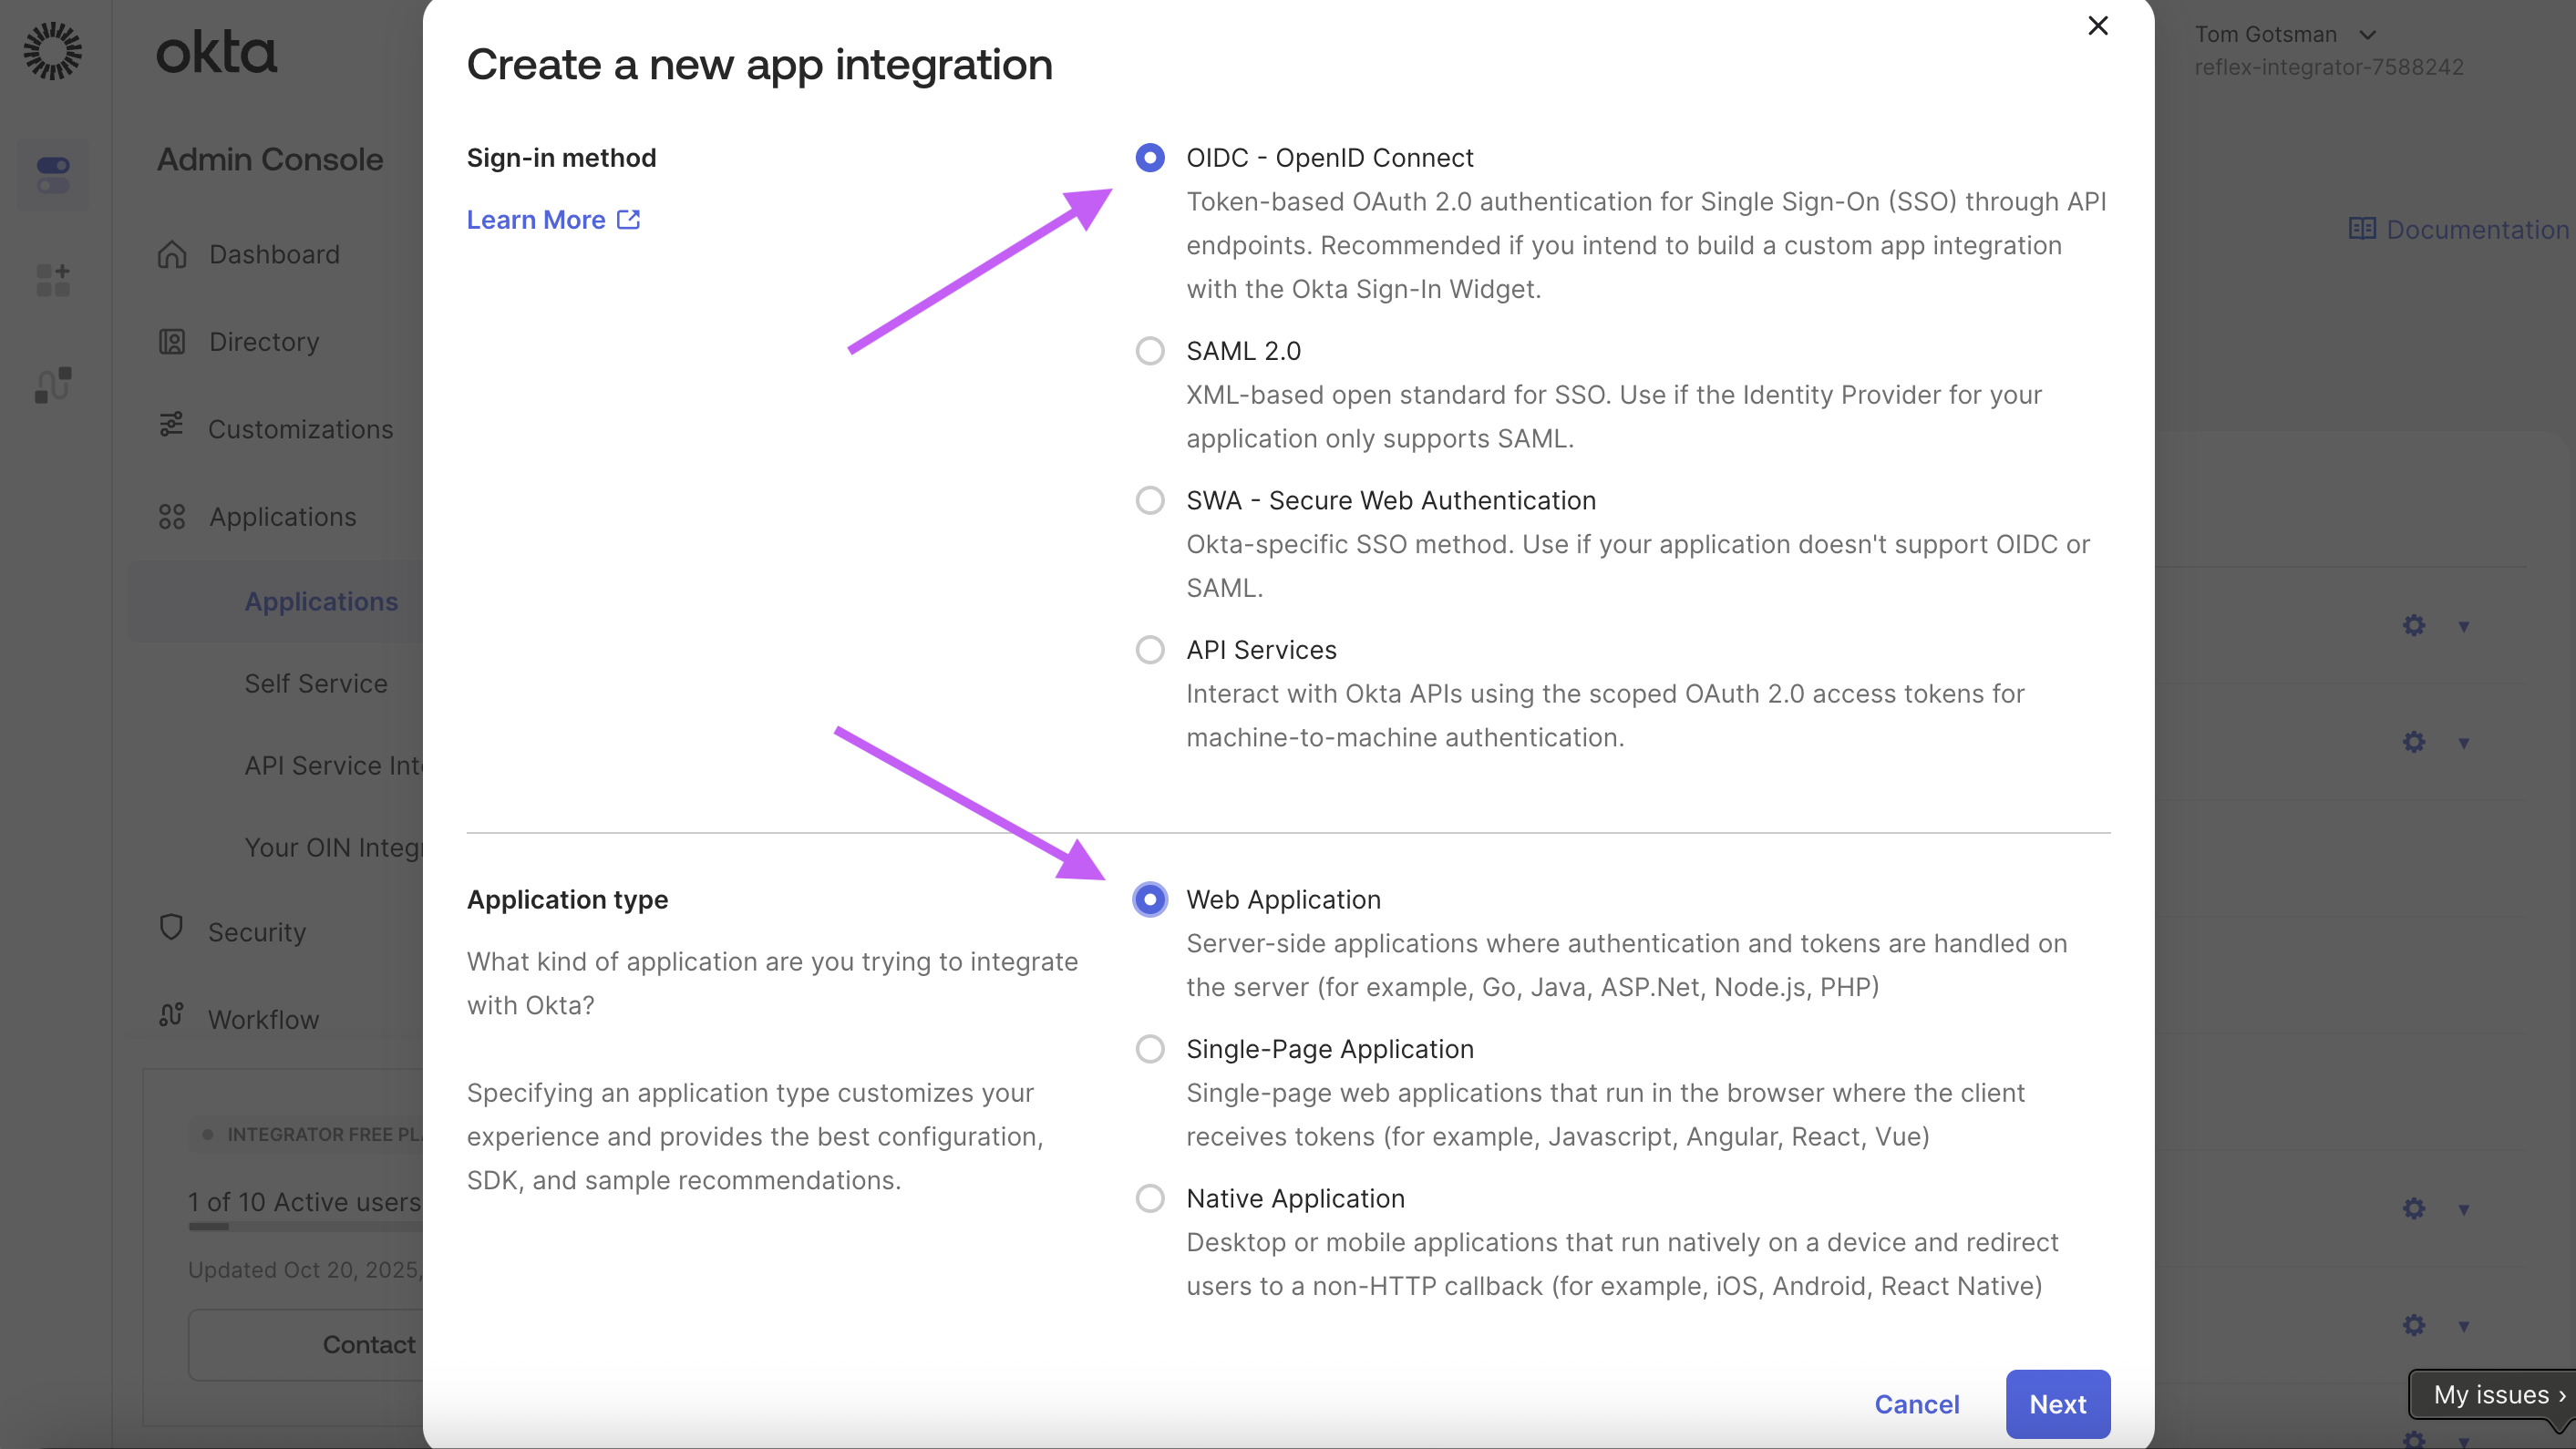 okta
Admin Console
Dashboard
Directory
Customizations
Applications
Applications
Self Service
API Service Int
Your OIN Integr
Security
Workflow
INTEGRATOR FREE PL
1 of 10 Active users
Updated Oct 20, 2025,
Contact
Create a new app integration
Sign-in method
Learn More
OIDC - OpenID Connect
Token-based OAuth 2.0 authentication for Single Sign-On (SSO) through API
endpoints. Recommended if you intend to build a custom app integration
with the Okta Sign-In Widget.
SAML 2.0
XML-based open standard for SSO. Use if the Identity Provider for your
application only supports SAML.
SWA - Secure Web Authentication
Okta-specific SSO method. Use if your application doesn't support OIDC or
SAML.
API Services
Interact with Okta APIs using the scoped OAuth 2.0 access tokens for
machine-to-machine authentication.
Application type
What kind of application are you trying to integrate
with Okta?
Specifying an application type customizes your
experience and provides the best configuration,
SDK, and sample recommendations.
Web Application
Server-side applications where authentication and tokens are handled on
the server (for example, Go, Java, ASP.Net, Node.js, PHP)
Single-Page Application
Single-page web applications that run in the browser where the client
receives tokens (for example, Javascript, Angular, React, Vue)
Native Application
Desktop or mobile applications that run natively on a device and redirect
users to a non-HTTP callback (for example, iOS, Android, React Native)
Cancel
Next
Tom Gotsman
reflex-integrator-7588242
Documentation
My issues ›